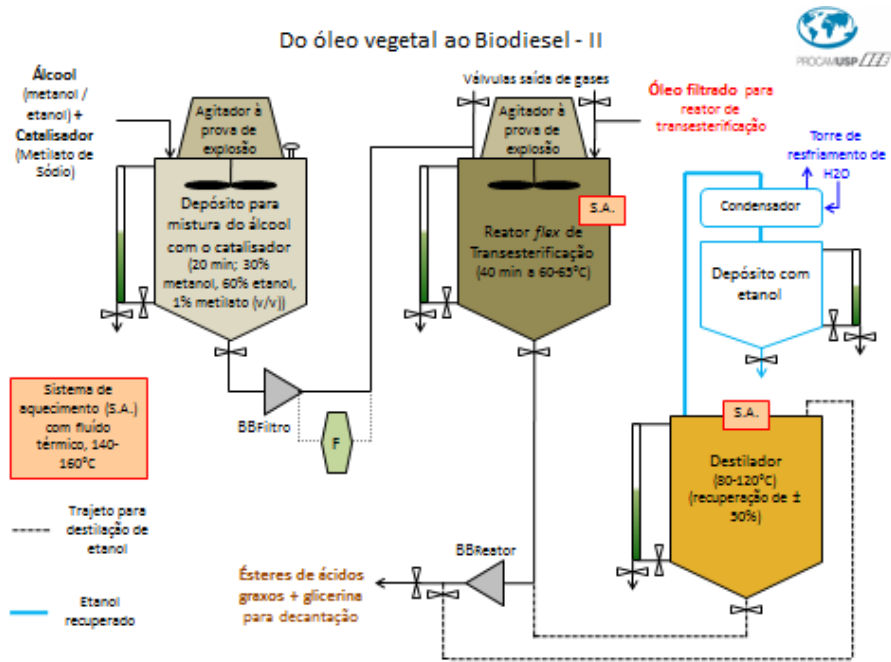 Do óleo vegetal ao Biodiesel - II
PROCAMUSP
Álcool
(metanol /
etanol) +
Catalisador
(Metilato de
Sódio)
Agitador à
prova de
explosão
Depósito para
mistura do álcool
com o catalisador
(20 min; 30%
metanol, 60% etanol,
1% metilato (v/v))
Válvulas saída de gases
Agitador à
prova de
explosão
S.A.
Reator flex de
Transesterificação
(40 min a 60-65ºC)
Óleo filtrado para
reator de
transesterificação
Torre de
resfriamento de
H2O
Condensador
Depósito com
etanol
Sistema de
aquecimento (S.A.)
com fluído
térmico, 140-
160ºC
BBFiltro
F
S.A.
Destilador
(80-120ºC)
(recuperação de ±
50%)
Trajeto para
destilação de
etanol
Etanol
recuperado
BBReator
Ésteres de ácidos
graxos + glicerina
para decantação